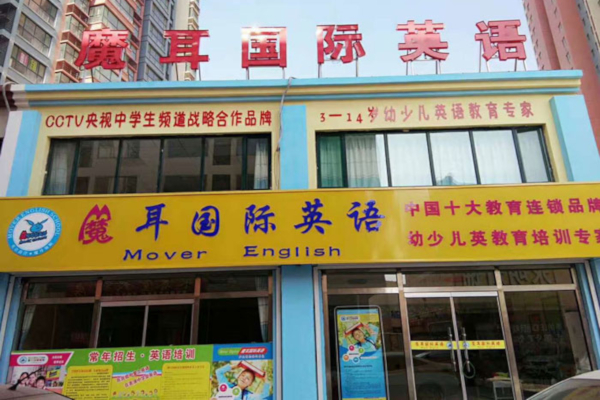 魔耳国际英语
CCTV央视中学生频道战略合作品牌
3—14岁幼少儿英语教育专家
魔耳国际英语
Mover English
中国十大教育连锁品牌
幼少儿英教育培训专家
常年招生·英语培训